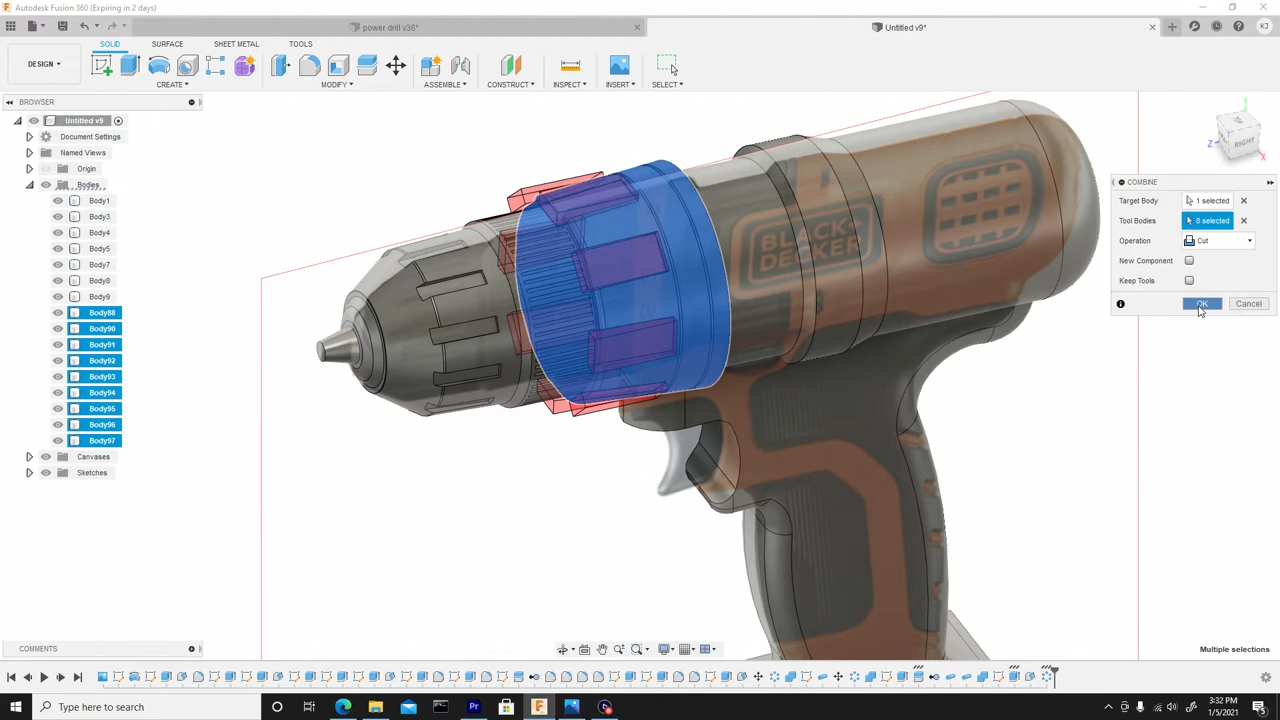 Autodesk Fusion 360 (Expiring in 2 days)
power drill v36*
Untitled v9*
KJ
SOLID SURFACE SHEET METAL TOOLS
DESIGN
CREATE MODIFY ASSEMBLE CONSTRUCT INSPECT INSERT SELECT
BROWSER
Untitled v9
Document Settings
Named Views
Origin
Bodies
Body1
Body3
Body4
Body5
Body7
Body8
Body9
Body88
Body90
Body91
Body92
Body93
Body94
Body95
Body96
Body97
Canvases
Sketches
BLACK+
DECKER
Y
Z
X
RIGHT
COMBINE
Target Body 1 selected
Tool Bodies 8 selected
Operation Cut
New Component
Keep Tools
OK Cancel
COMMENTS
Multiple selections
Type here to search
Pr
3:32 PM
1/5/2021